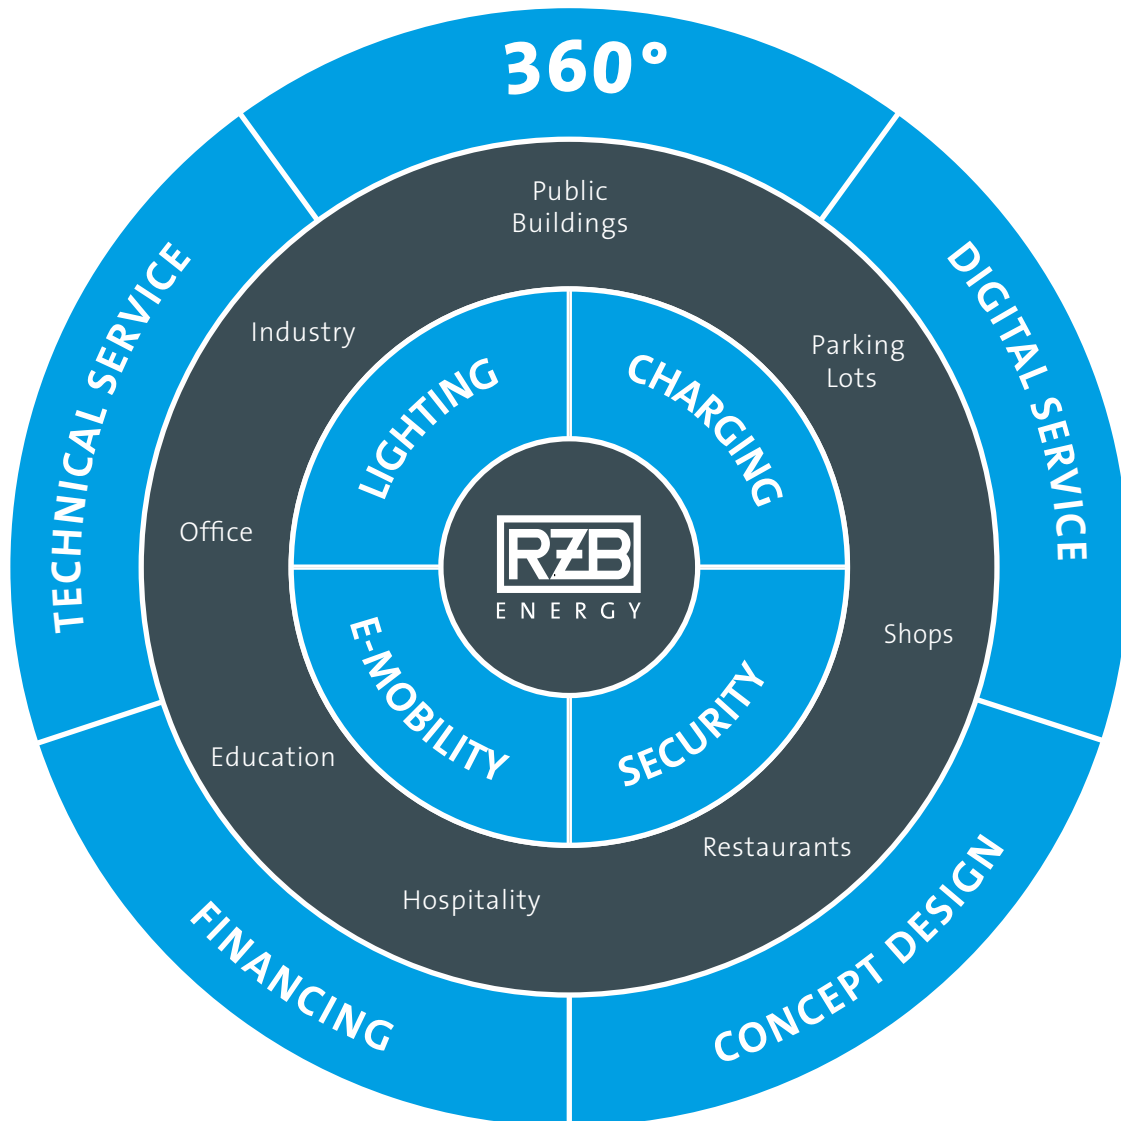 360°
TECHNICAL SERVICE
DIGITAL SERVICE
CONCEPT DESIGN
FINANCING
Public
Buildings
Industry
Parking
Lots
Office
Shops
Education
Restaurants
Hospitality
LIGHTING
CHARGING
E-MOBILITY
SECURITY
RZB
ENERGY